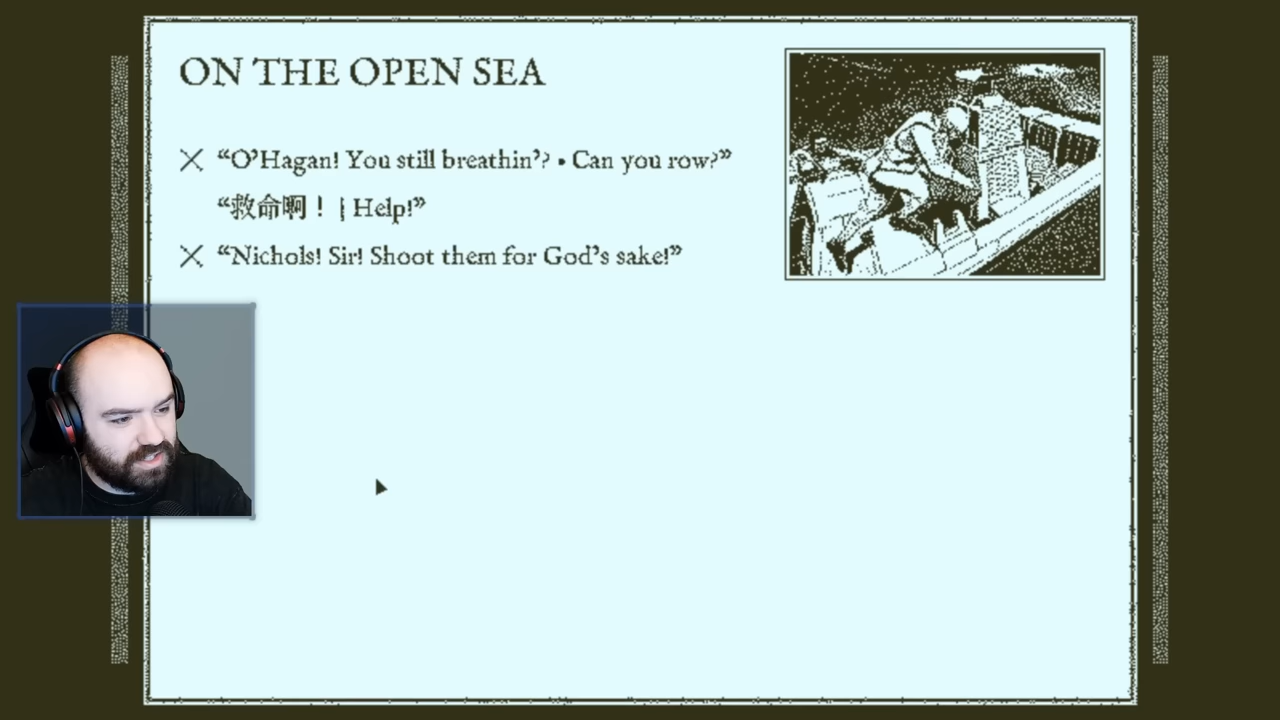 ON THE OPEN SEA
“O’Hagan! You still breathin’? • Can you row?”
“救命啊！ | Help!”
“Nichols! Sir! Shoot them for God’s sake!”